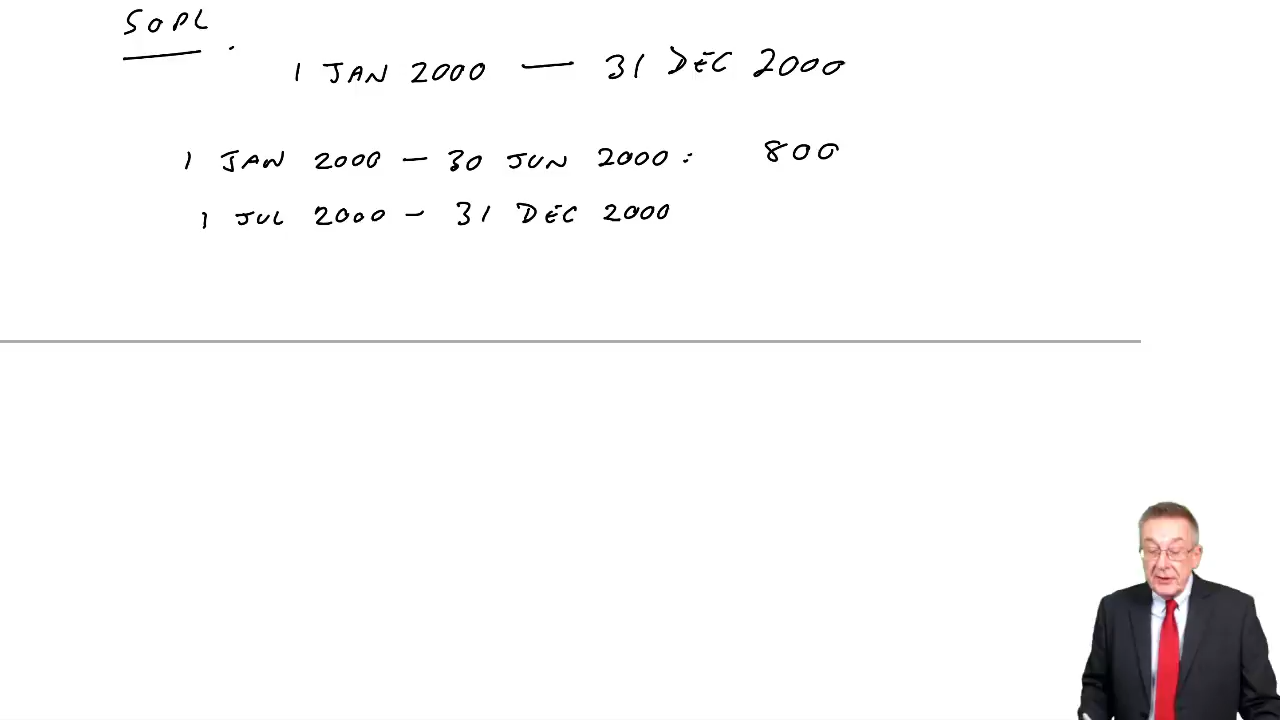 SOPL
1 JAN 2000 — 31 DEC 2000
1 JAN 2000 — 30 JUN 2000: 800
1 JUL 2000 — 31 DEC 2000